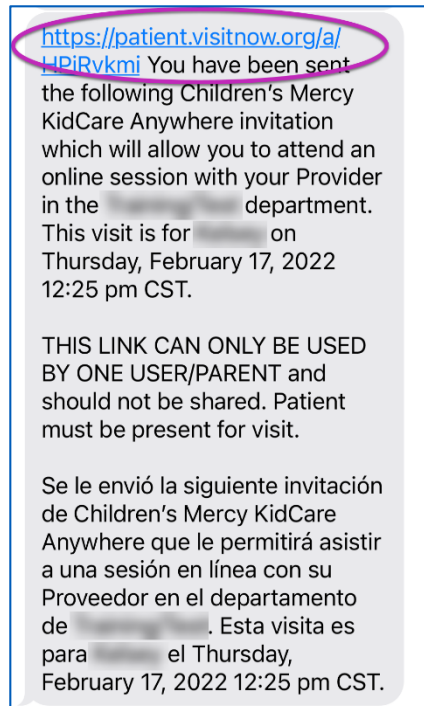 https://patient.visitnow.org/a/
HPiRvkmi You have been sent
the following Children's Mercy
KidCare Anywhere invitation
which will allow you to attend an
online session with your Provider
in the department.
This visit is for on
Thursday, February 17, 2022
12:25 pm CST.
THIS LINK CAN ONLY BE USED
BY ONE USER/PARENT and
should not be shared. Patient
must be present for visit.
Se le envió la siguiente invitación
de Children's Mercy KidCare
Anywhere que le permitirá asistir
a una sesión en línea con su
Proveedor en el departamento
de . Esta visita es
para el Thursday,
February 17, 2022 12:25 pm CST.